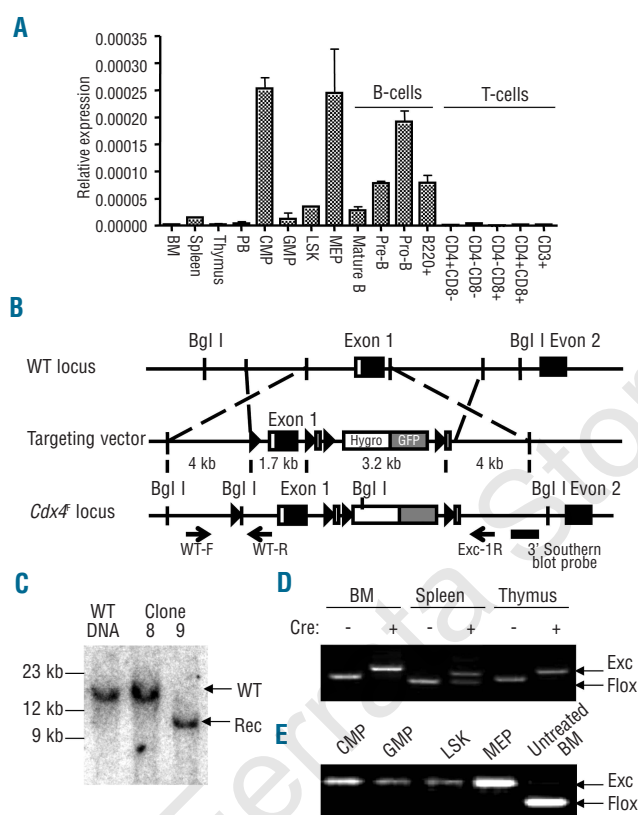 A
Relative expression
0.00035
0.00030
0.00025
0.00020
0.00015
0.00010
0.00005
0.00000
B-cells
T-cells
BM
Spleen
Thymus
PB
CMP
GMP
LSK
MEP
Mature B
Pre-B
Pro-B
B220+
CD4+CD8-
CD4-CD8-
CD4-CD8+
CD4+CD8+
CD3+
B
Bgl I
Exon 1
Bgl I Evon 2
WT locus
Exon 1
Targeting vector
Hygro
GFP
4 kb
1.7 kb
3.2 kb
4 kb
Bgl I
Bgl I
Exon 1
Bgl I
Bgl I Evon 2
Cdx4F locus
WT-F
WT-R
Exc-1R
3' Southern
blot probe
C
WT
DNA
Clone
8 9
23 kb
12 kb
9 kb
WT
Rec
D
BM
Spleen
Thymus
Cre:
- + - + - +
Exc
Flox
E
CMP
GMP
LSK
MEP
Untreated
BM
Exc
Flox